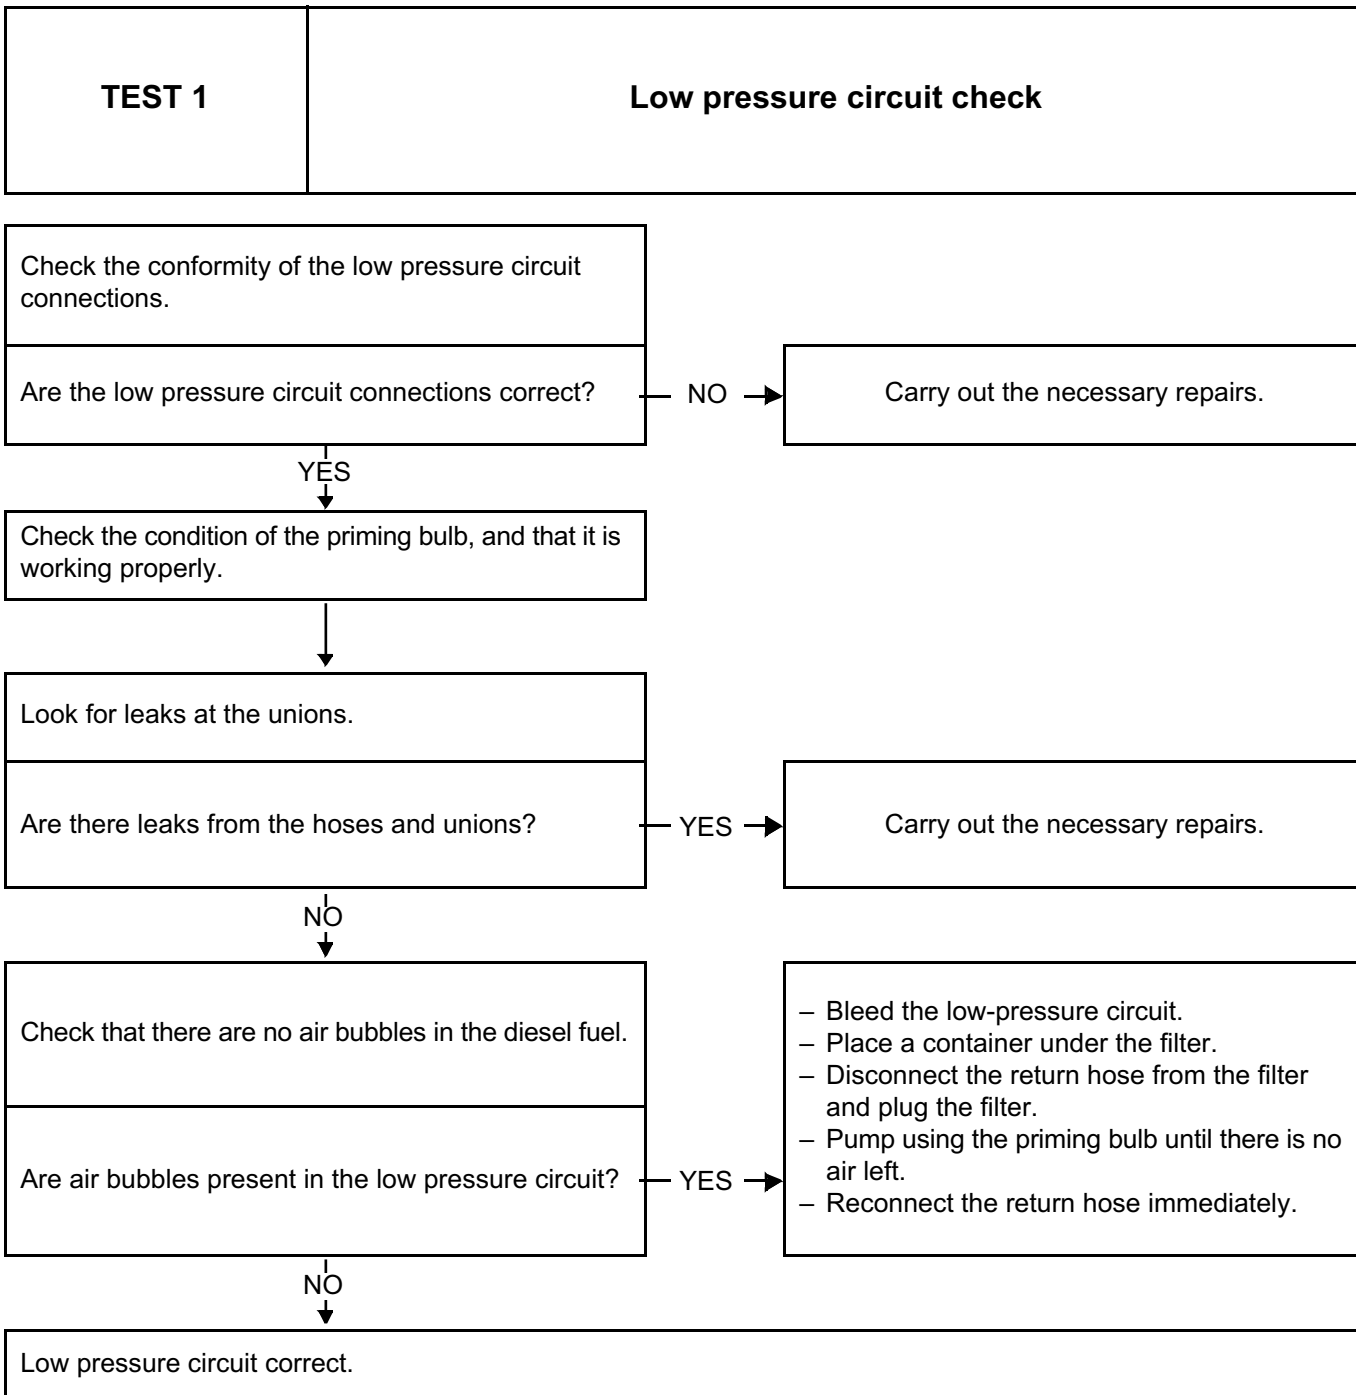 TEST 1
Low pressure circuit check
Check the conformity of the low pressure circuit
connections.
Are the low pressure circuit connections correct?
NO
Carry out the necessary repairs.
YES
Check the condition of the priming bulb, and that it is
working properly.
Look for leaks at the unions.
Are there leaks from the hoses and unions?
YES
Carry out the necessary repairs.
NO
Check that there are no air bubbles in the diesel fuel.
Are air bubbles present in the low pressure circuit?
YES
– Bleed the low-pressure circuit.
– Place a container under the filter.
– Disconnect the return hose from the filter
and plug the filter.
– Pump using the priming bulb until there is no
air left.
– Reconnect the return hose immediately.
NO
Low pressure circuit correct.